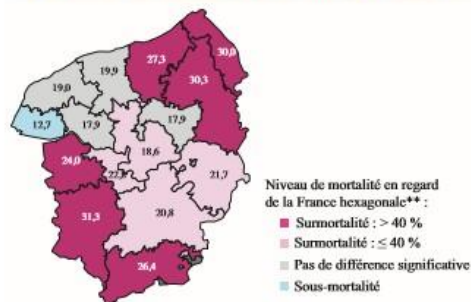 30,0
27,3
19,9
30,3
19,0
12,7
17,9
17,9
18,6
24,0
21,7
20,8
31,3
26,4
Niveau de mortalité en regard
de la France hexagonale** :
Surmortalité : > 40 %
Surmortalité : ≤ 40 %
Pas de différence significative
Sous-mortalité